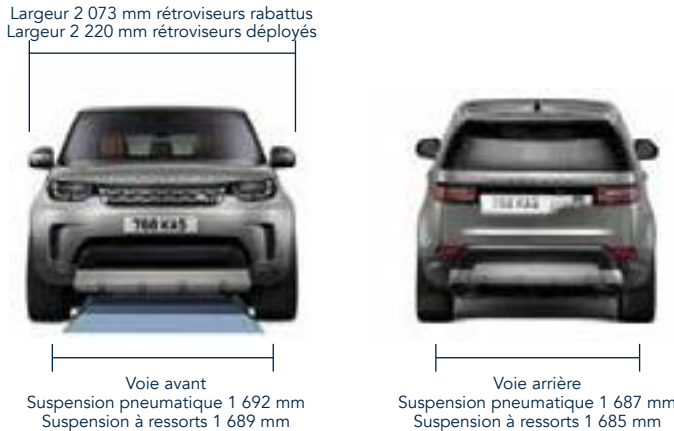 Largeur 2 073 mm rétroviseurs rabattus
Largeur 2 220 mm rétroviseurs déployés
Voie avant
Suspension pneumatique 1 692 mm
Suspension à ressorts 1 689 mm
Voie arrière
Suspension pneumatique 1 687 mm
Suspension à ressorts 1 685 mm